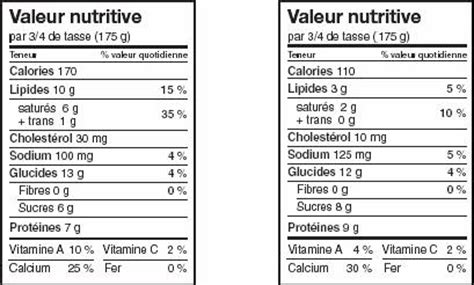 Valeur nutritive
par 3/4 de tasse (175 g)
Teneur % valeur quotidienne
Calories 170
Lipides 10 g 15 %
saturés 6 g
+ trans 1 g 35 %
Cholestérol 30 mg
Sodium 100 mg 4 %
Glucides 13 g 4 %
Fibres 0 g 0 %
Sucres 6 g
Protéines 7 g
Vitamine A 10 % Vitamine C 2 %
Calcium 25 % Fer 0 %
Valeur nutritive
par 3/4 de tasse (175 g)
Teneur % valeur quotidienne
Calories 110
Lipides 3 g 5 %
saturés 2 g
+ trans 0 g 10 %
Cholestérol 10 mg
Sodium 125 mg 5 %
Glucides 12 g 4 %
Fibres 0 g 0 %
Sucres 8 g
Protéines 9 g
Vitamine A 4 % Vitamine C 2 %
Calcium 30 % Fer 0 %